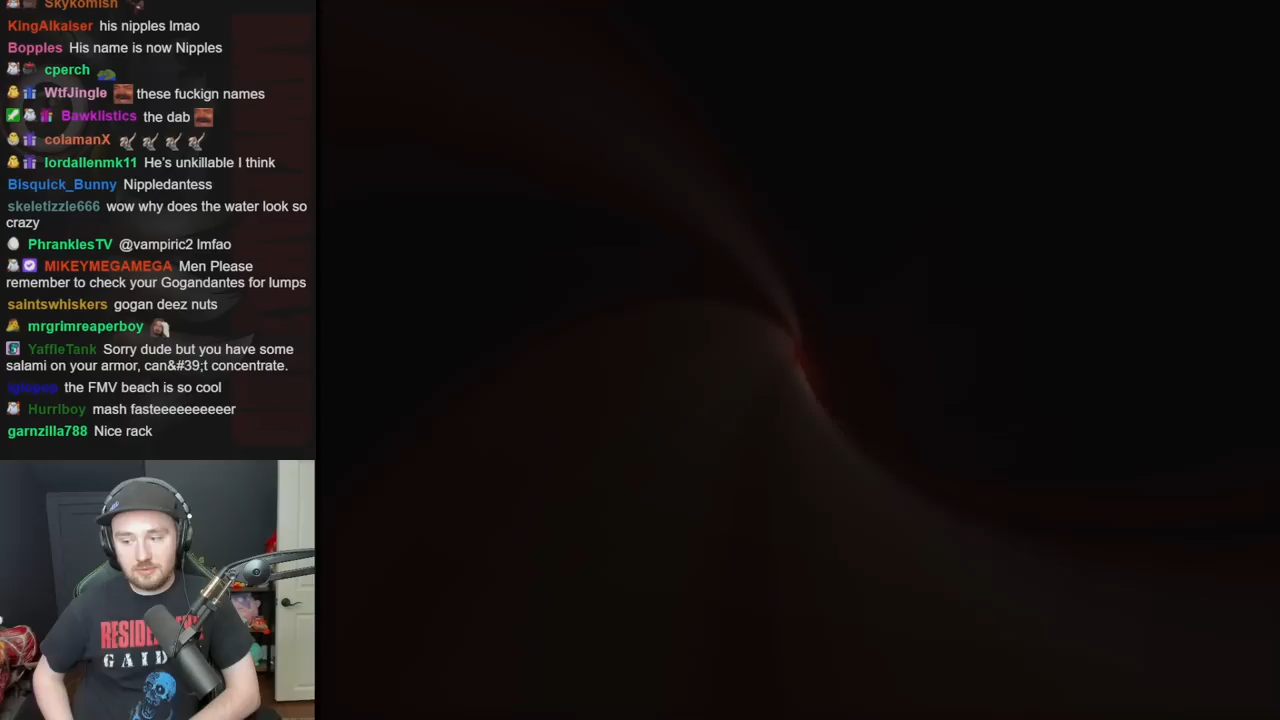 Skykomish
KingAlkaiser his nipples lmao
Bopples His name is now Nipples
cperch
WtfJingle these fuckign names
Bawklistics the dab
colamanX
lordallenmk11 He's unkillable I think
Bisquick_Bunny Nippledantess
skeletizzle666 wow why does the water look so
crazy
PhranklesTV @vampiric2 lmfao
MIKEYMEGAMEGA Men Please
remember to check your Gogandantes for lumps
saintswhiskers gogan deez nuts
mrgrimreaperboy
YaffleTank Sorry dude but you have some
salami on your armor, can&#39;t concentrate.
the FMV beach is so cool
Hurriboy mash fasteeeeeeeeeer
garnzilla788 Nice rack
GAID